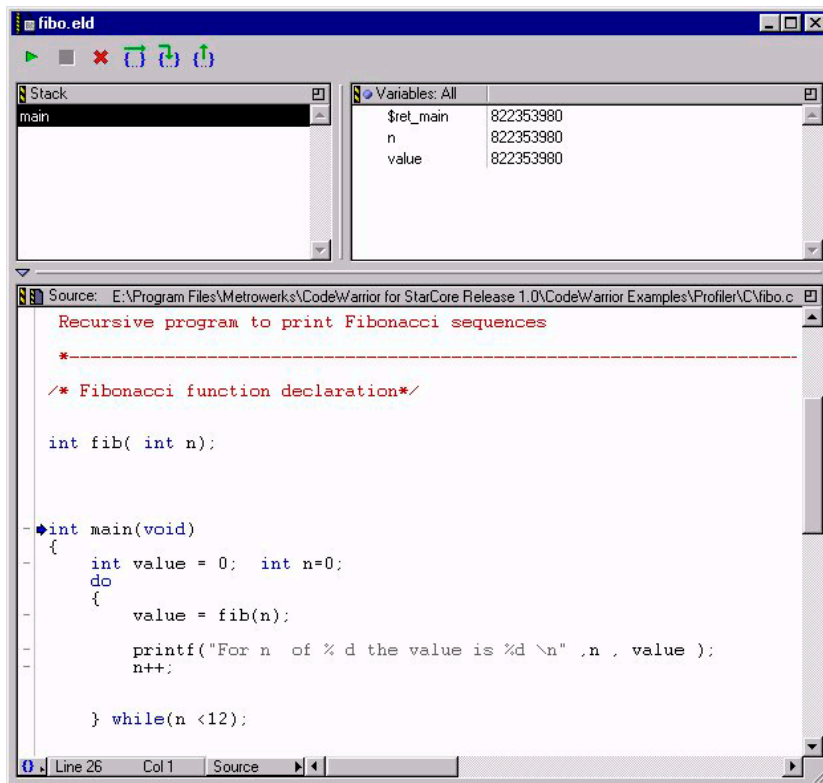 fibo.eld
Stack
Variables: All
main
$ret_main 822353980
n 822353980
value 822353980
Source: E:\Program Files\Metrowerks\CodeWarrior for StarCore Release 1.0\CodeWarrior Examples\Profiler\C\fibo.c
Recursive program to print Fibonacci sequences
*---------------------------------------------------------------------
/* Fibonacci function declaration*/
int fib( int n);
int main(void)
{
int value = 0;  int n=0;
do
{
value = fib(n);
printf("For n  of % d the value is %d \n" ,n , value );
n++;
} while(n <12);
Line 26 Col 1 Source